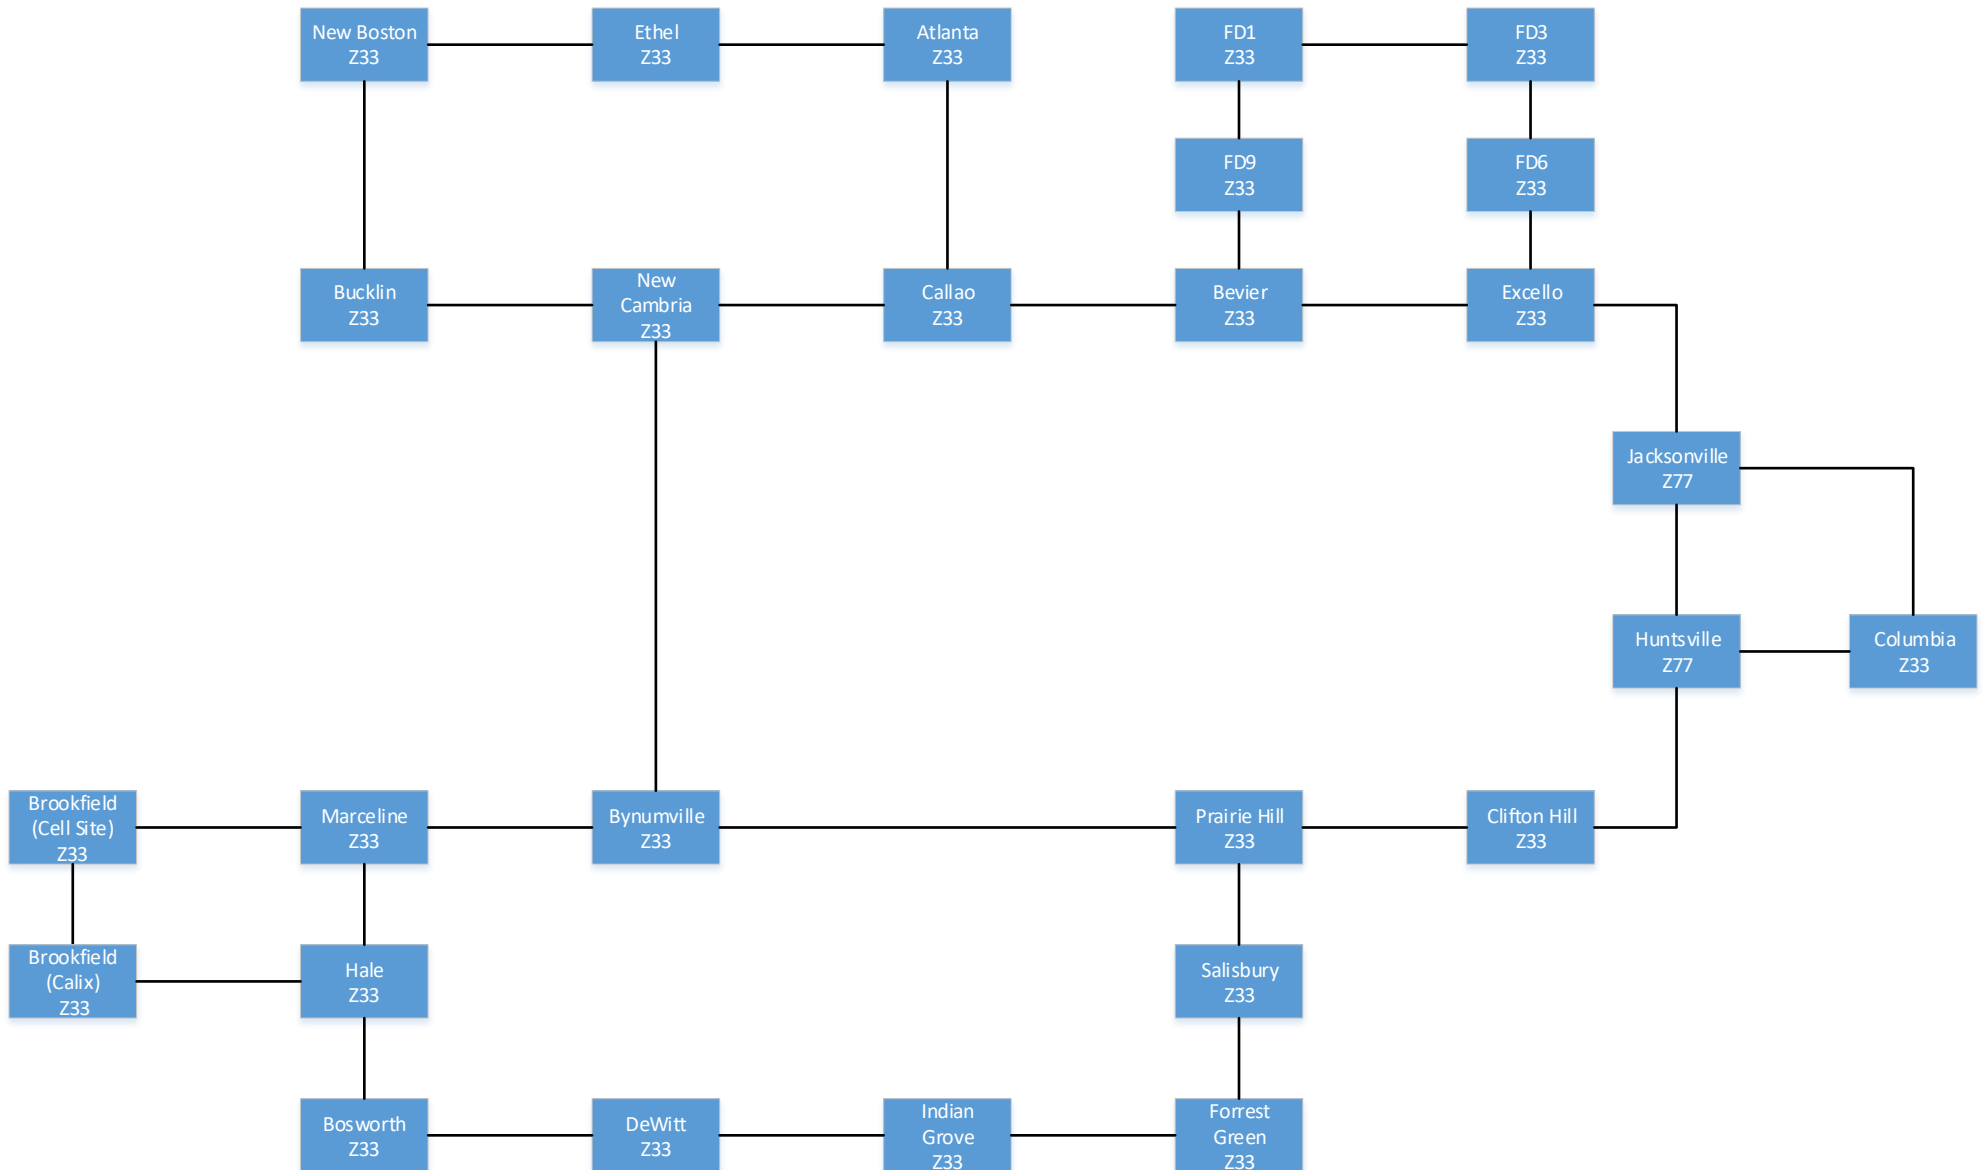 New Boston
Z33
Ethel
Z33
Atlanta
Z33
FD1
Z33
FD3
Z33
FD9
Z33
FD6
Z33
Bucklin
Z33
New
Cambria
Z33
Callao
Z33
Bevier
Z33
Excello
Z33
Jacksonville
Z77
Huntsville
Z77
Columbia
Z33
Brookfield
(Cell Site)
Z33
Marceline
Z33
Bynumville
Z33
Prairie Hill
Z33
Clifton Hill
Z33
Brookfield
(Calix)
Z33
Hale
Z33
Salisbury
Z33
Bosworth
Z33
DeWitt
Z33
Indian
Grove
Z33
Forrest
Green
Z33